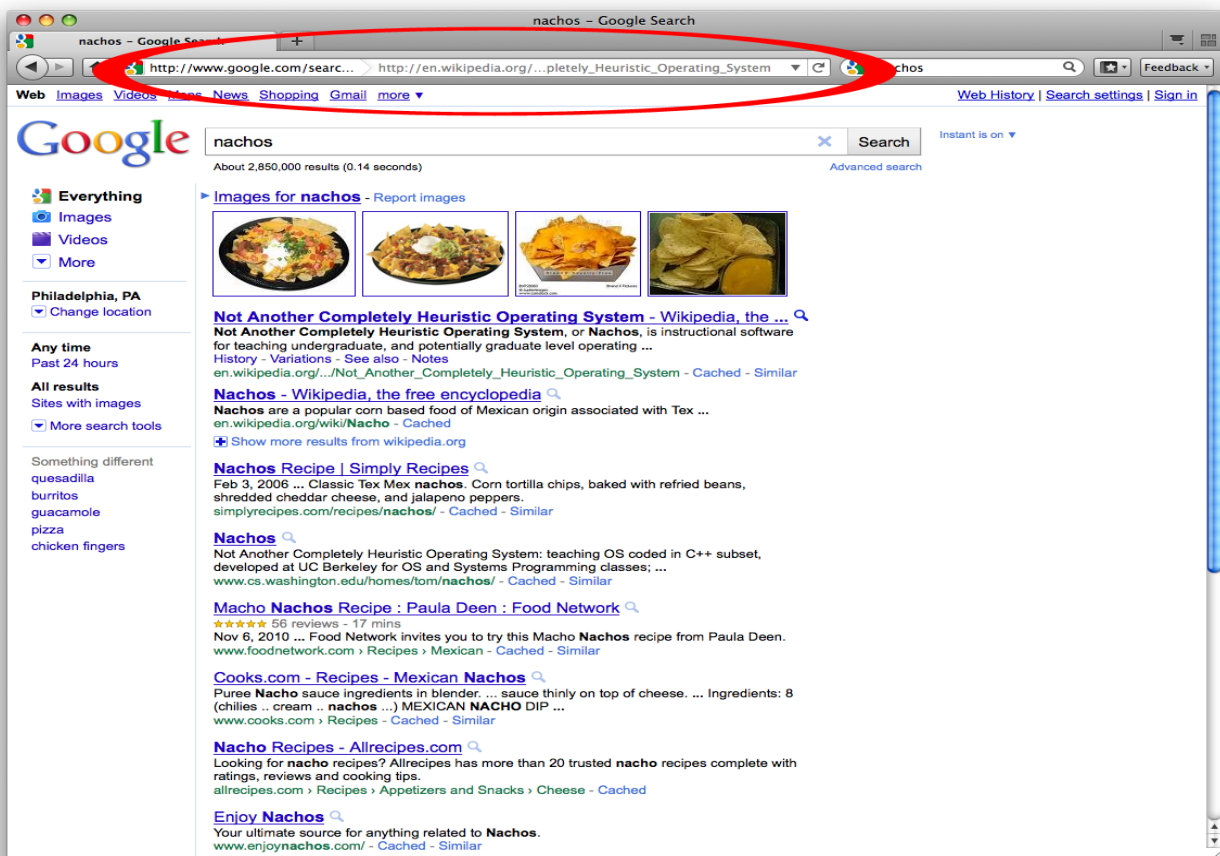 nachos – Google Search
nachos – Google Search
http://www.google.com/searc... http://en.wikipedia.org/...pletely_Heuristic_Operating_System
Feedback
Web Images Videos Maps News Shopping Gmail more
Web History | Search settings | Sign in
Google
nachos
Search
Instant is on
About 2,850,000 results (0.14 seconds)
Advanced search
Everything
Images
Videos
More
Philadelphia, PA
Change location
Any time
Past 24 hours
All results
Sites with images
More search tools
Something different
quesadilla
burritos
guacamole
pizza
chicken fingers
Images for nachos - Report images
Not Another Completely Heuristic Operating System - Wikipedia, the ...
Not Another Completely Heuristic Operating System, or Nachos, is instructional software
for teaching undergraduate, and potentially graduate level operating ...
History - Variations - See also - Notes
en.wikipedia.org/.../Not_Another_Completely_Heuristic_Operating_System - Cached - Similar
Nachos - Wikipedia, the free encyclopedia
Nachos are a popular corn based food of Mexican origin associated with Tex ...
en.wikipedia.org/wiki/Nacho - Cached
Show more results from wikipedia.org
Nachos Recipe | Simply Recipes
Feb 3, 2006 ... Classic Tex Mex nachos. Corn tortilla chips, baked with refried beans,
shredded cheddar cheese, and jalapeno peppers.
simplyrecipes.com/recipes/nachos/ - Cached - Similar
Nachos
Not Another Completely Heuristic Operating System: teaching OS coded in C++ subset,
developed at UC Berkeley for OS and Systems Programming classes; ...
www.cs.washington.edu/homes/tom/nachos/ - Cached - Similar
Macho Nachos Recipe : Paula Deen : Food Network
56 reviews - 17 mins
Nov 6, 2010 ... Food Network invites you to try this Macho Nachos recipe from Paula Deen.
www.foodnetwork.com › Recipes › Mexican - Cached - Similar
Cooks.com - Recipes - Mexican Nachos
Puree Nacho sauce ingredients in blender. ... sauce thinly on top of cheese. ... Ingredients: 8
(chilies .. cream .. nachos ...) MEXICAN NACHO DIP ...
www.cooks.com › Recipes - Cached - Similar
Nacho Recipes - Allrecipes.com
Looking for nacho recipes? Allrecipes has more than 20 trusted nacho recipes complete with
ratings, reviews and cooking tips.
allrecipes.com › Recipes › Appetizers and Snacks › Cheese - Cached
Enjoy Nachos
Your ultimate source for anything related to Nachos.
www.enjoynachos.com/ - Cached - Similar